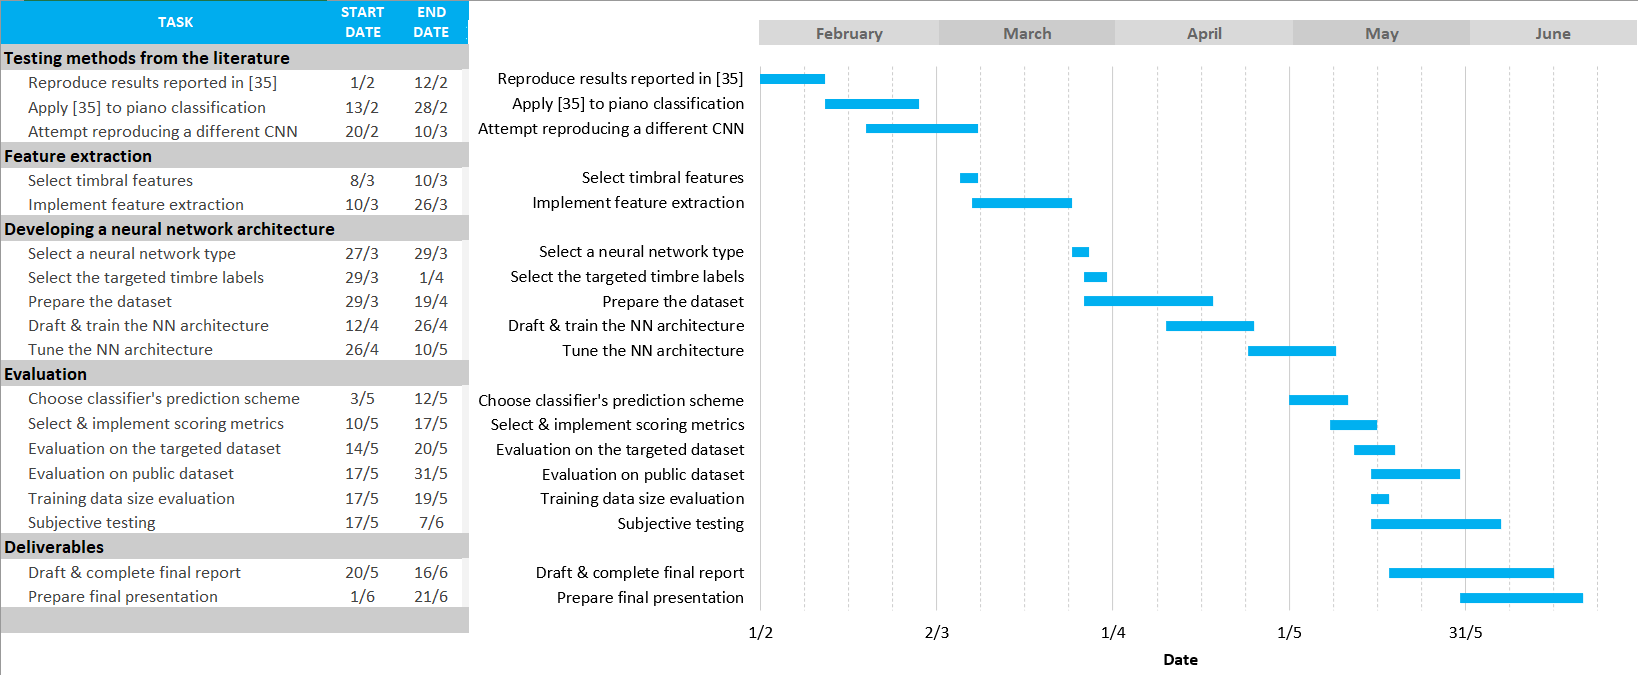 TASK START DATE END DATE
Testing methods from the literature
Reproduce results reported in [35] 1/2 12/2
Apply [35] to piano classification 13/2 28/2
Attempt reproducing a different CNN 20/2 10/3
Feature extraction
Select timbral features 8/3 10/3
Implement feature extraction 10/3 26/3
Developing a neural network architecture
Select a neural network type 27/3 29/3
Select the targeted timbre labels 29/3 1/4
Prepare the dataset 29/3 19/4
Draft & train the NN architecture 12/4 26/4
Tune the NN architecture 26/4 10/5
Evaluation
Choose classifier's prediction scheme 3/5 12/5
Select & implement scoring metrics 10/5 17/5
Evaluation on the targeted dataset 14/5 20/5
Evaluation on public dataset 17/5 31/5
Training data size evaluation 17/5 19/5
Subjective testing 17/5 7/6
Deliverables
Draft & complete final report 20/5 16/6
Prepare final presentation 1/6 21/6
February March April May June
Reproduce results reported in [35]
Apply [35] to piano classification
Attempt reproducing a different CNN
Select timbral features
Implement feature extraction
Select a neural network type
Select the targeted timbre labels
Prepare the dataset
Draft & train the NN architecture
Tune the NN architecture
Choose classifier's prediction scheme
Select & implement scoring metrics
Evaluation on the targeted dataset
Evaluation on public dataset
Training data size evaluation
Subjective testing
Draft & complete final report
Prepare final presentation
1/2 2/3 1/4 1/5 31/5
Date